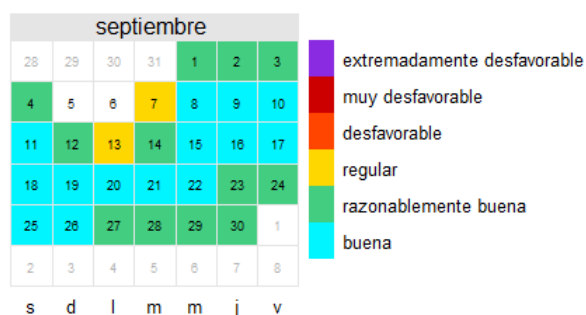 septiembre
28 29 30 31 1 2 3
4 5 6 7 8 9 10
11 12 13 14 15 16 17
18 19 20 21 22 23 24
25 26 27 28 29 30 1
2 3 4 5 6 7 8
s d l m m j v
extremadamente desfavorable
muy desfavorable
desfavorable
regular
razonablemente buena
buena